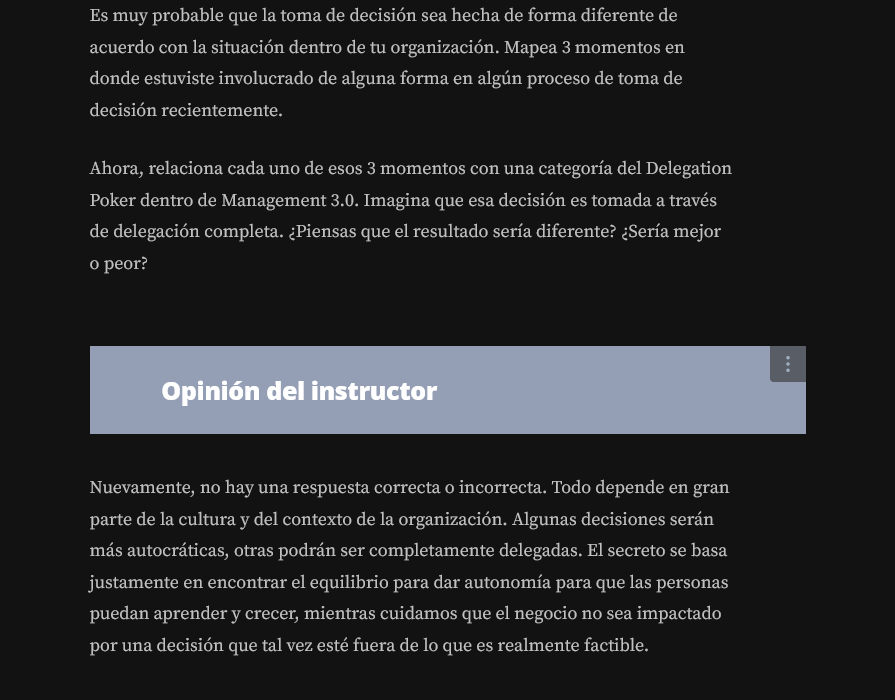 Es muy probable que la toma de decisión sea hecha de forma diferente de
acuerdo con la situación dentro de tu organización. Mapea 3 momentos en
donde estuviste involucrado de alguna forma en algún proceso de toma de
decisión recientemente.
Ahora, relaciona cada uno de esos 3 momentos con una categoría del Delegation
Poker dentro de Management 3.0. Imagina que esa decisión es tomada a través
de delegación completa. ¿Piensas que el resultado sería diferente? ¿Sería mejor
o peor?
Opinión del instructor
Nuevamente, no hay una respuesta correcta o incorrecta. Todo depende en gran
parte de la cultura y del contexto de la organización. Algunas decisiones serán
más autocráticas, otras podrán ser completamente delegadas. El secreto se basa
justamente en encontrar el equilibrio para dar autonomía para que las personas
puedan aprender y crecer, mientras cuidamos que el negocio no sea impactado
por una decisión que tal vez esté fuera de lo que es realmente factible.